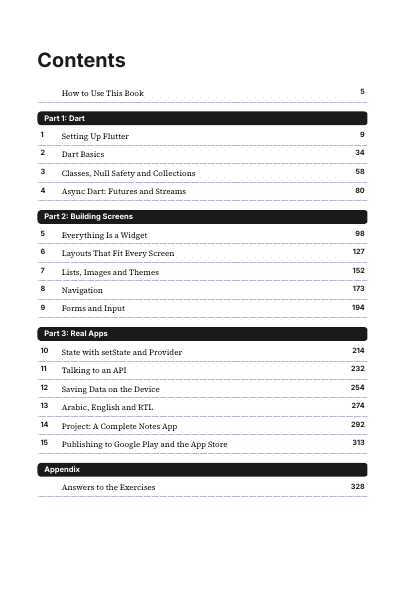 Contents
How to Use This Book 5
Part 1: Dart
1 Setting Up Flutter 9
2 Dart Basics 34
3 Classes, Null Safety and Collections 58
4 Async Dart: Futures and Streams 80
Part 2: Building Screens
5 Everything Is a Widget 98
6 Layouts That Fit Every Screen 127
7 Lists, Images and Themes 152
8 Navigation 173
9 Forms and Input 194
Part 3: Real Apps
10 State with setState and Provider 214
11 Talking to an API 232
12 Saving Data on the Device 254
13 Arabic, English and RTL 274
14 Project: A Complete Notes App 292
15 Publishing to Google Play and the App Store 313
Appendix
Answers to the Exercises 328